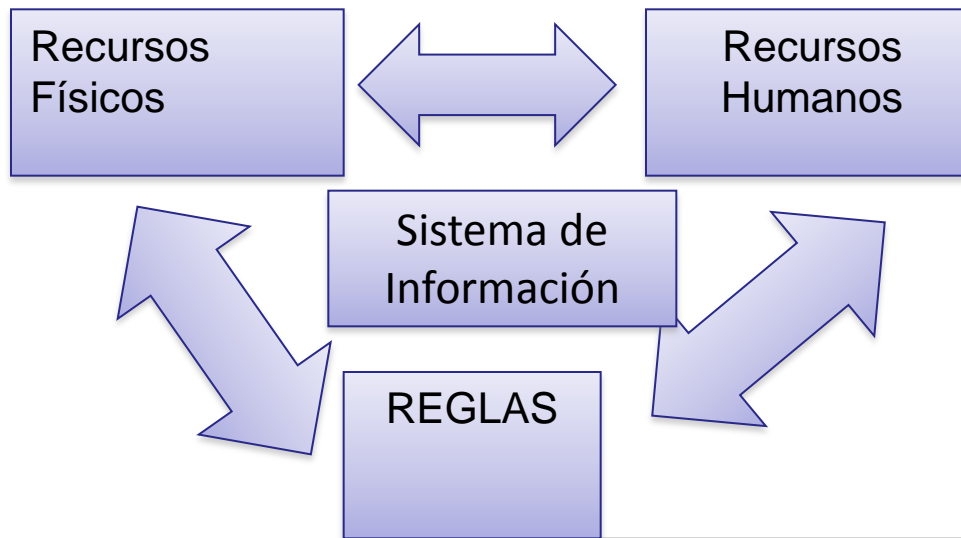 Recursos
Físicos
Recursos
Humanos
Sistema de
Información
REGLAS